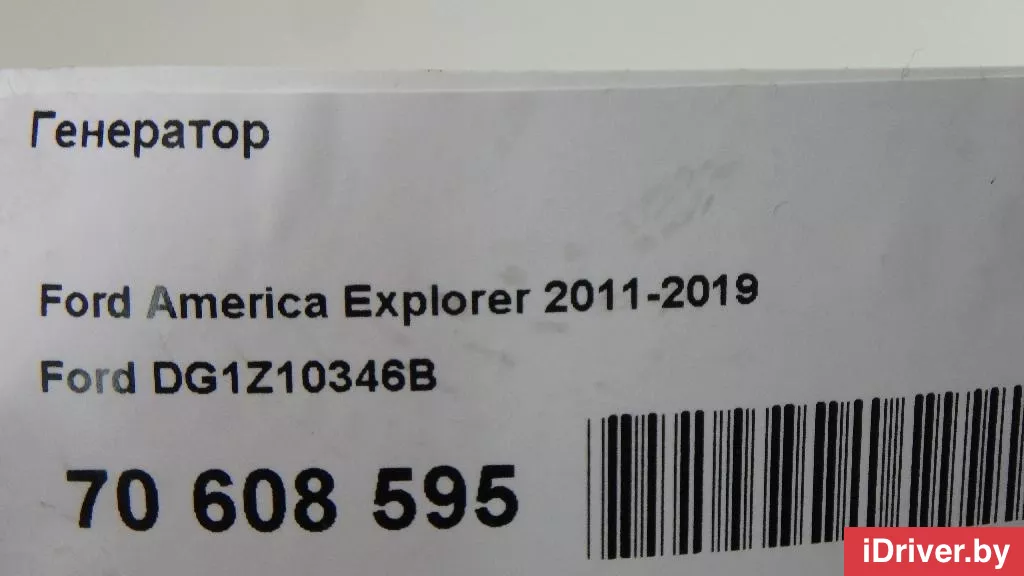 Генератор
Ford America Explorer 2011-2019
Ford DG1Z10346B
70 608 595
iDriver.by